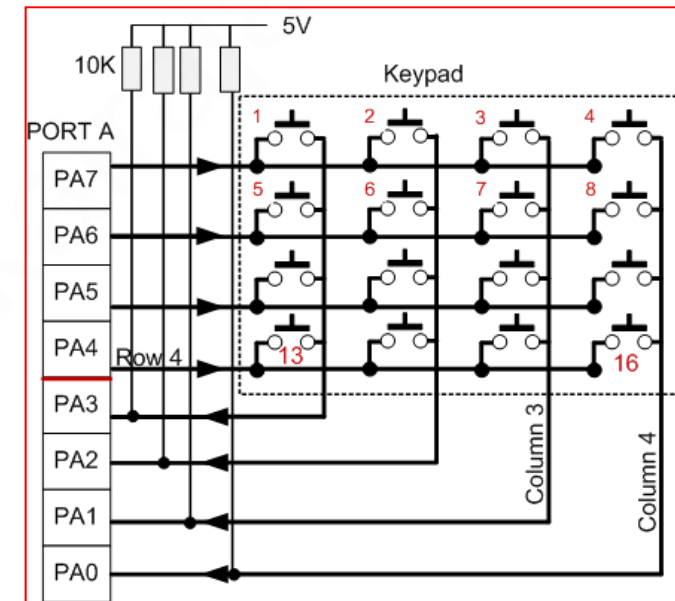 5V
10K
Keypad
PORT A
1 2 3 4
PA7
5 6 7 8
PA6
PA5
PA4
Row 4
13 16
PA3
PA2
PA1
PA0
Column 3
Column 4